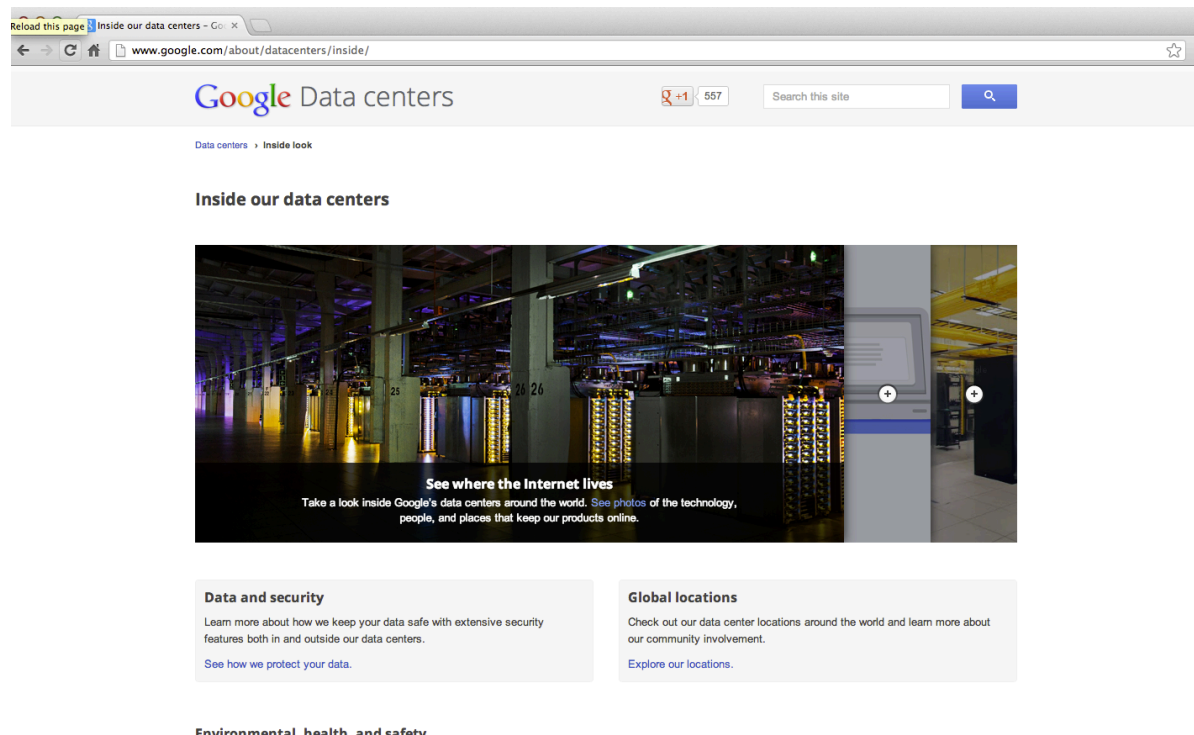 Reload this page
Inside our data centers – Go
www.google.com/about/datacenters/inside/
Google Data centers
+1
557
Search this site
Data centers › Inside look
Inside our data centers
25
26
26
26
See where the Internet lives
Take a look inside Google's data centers around the world. See photos of the technology,
people, and places that keep our products online.
Data and security
Learn more about how we keep your data safe with extensive security
features both in and outside our data centers.
See how we protect your data.
Global locations
Check out our data center locations around the world and learn more about
our community involvement.
Explore our locations.
Environmental, health, and safety